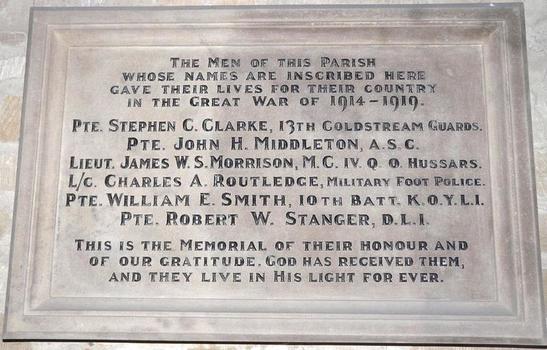 The Men of this Parish
whose names are inscribed here
gave their lives for their country
in the Great War of 1914-1919.
Pte. Stephen C. Clarke, 13th Coldstream Guards.
Pte. John H. Middleton, A.S.C.
Lieut. James W.S. Morrison, M.C. IV. Q.O. Hussars.
L/C. Charles A. Routledge, Military Foot Police.
Pte. William E. Smith, 10th Batt. K.O.Y.L.I.
Pte. Robert W. Stanger, D.L.I.
This is the Memorial of their honour and
of our gratitude. God has received them,
and they live in His light for ever.